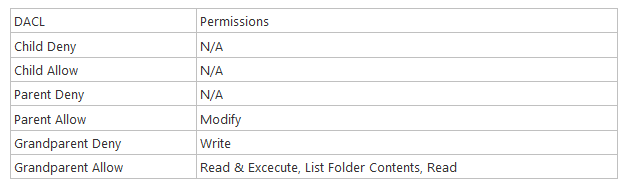 DACL Permissions
Child Deny N/A
Child Allow N/A
Parent Deny N/A
Parent Allow Modify
Grandparent Deny Write
Grandparent Allow Read & Excecute, List Folder Contents, Read